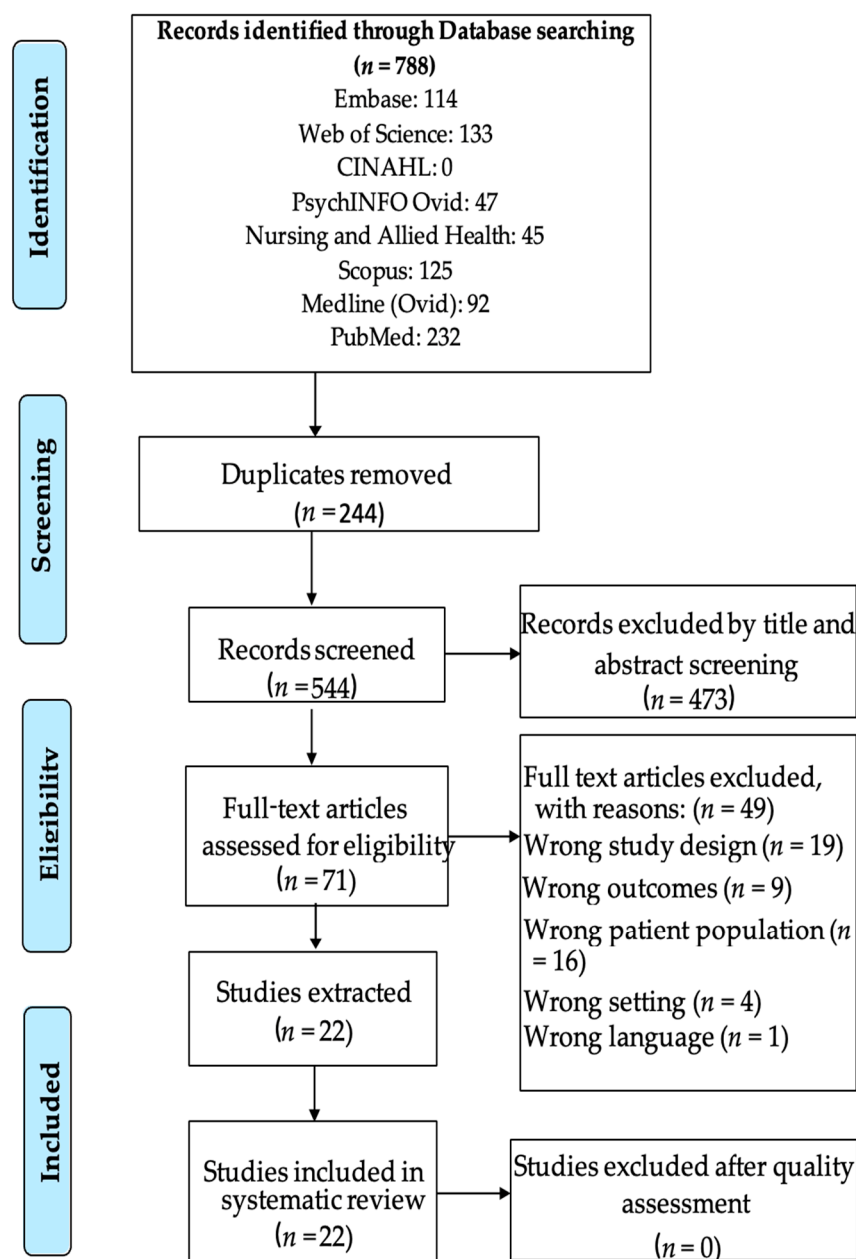 Identification
Records identified through Database searching
(n = 788)
Embase: 114
Web of Science: 133
CINAHL: 0
PsychINFO Ovid: 47
Nursing and Allied Health: 45
Scopus: 125
Medline (Ovid): 92
PubMed: 232
Screening
Duplicates removed
(n = 244)
Records screened
(n = 544)
Records excluded by title and
abstract screening
(n = 473)
Eligibility
Full-text articles
assessed for eligibility
(n = 71)
Full text articles excluded,
with reasons: (n = 49)
Wrong study design (n = 19)
Wrong outcomes (n = 9)
Wrong patient population (n
= 16)
Wrong setting (n = 4)
Wrong language (n = 1)
Studies extracted
(n = 22)
Included
Studies included in
systematic review
(n = 22)
Studies excluded after quality
assessment
(n = 0)